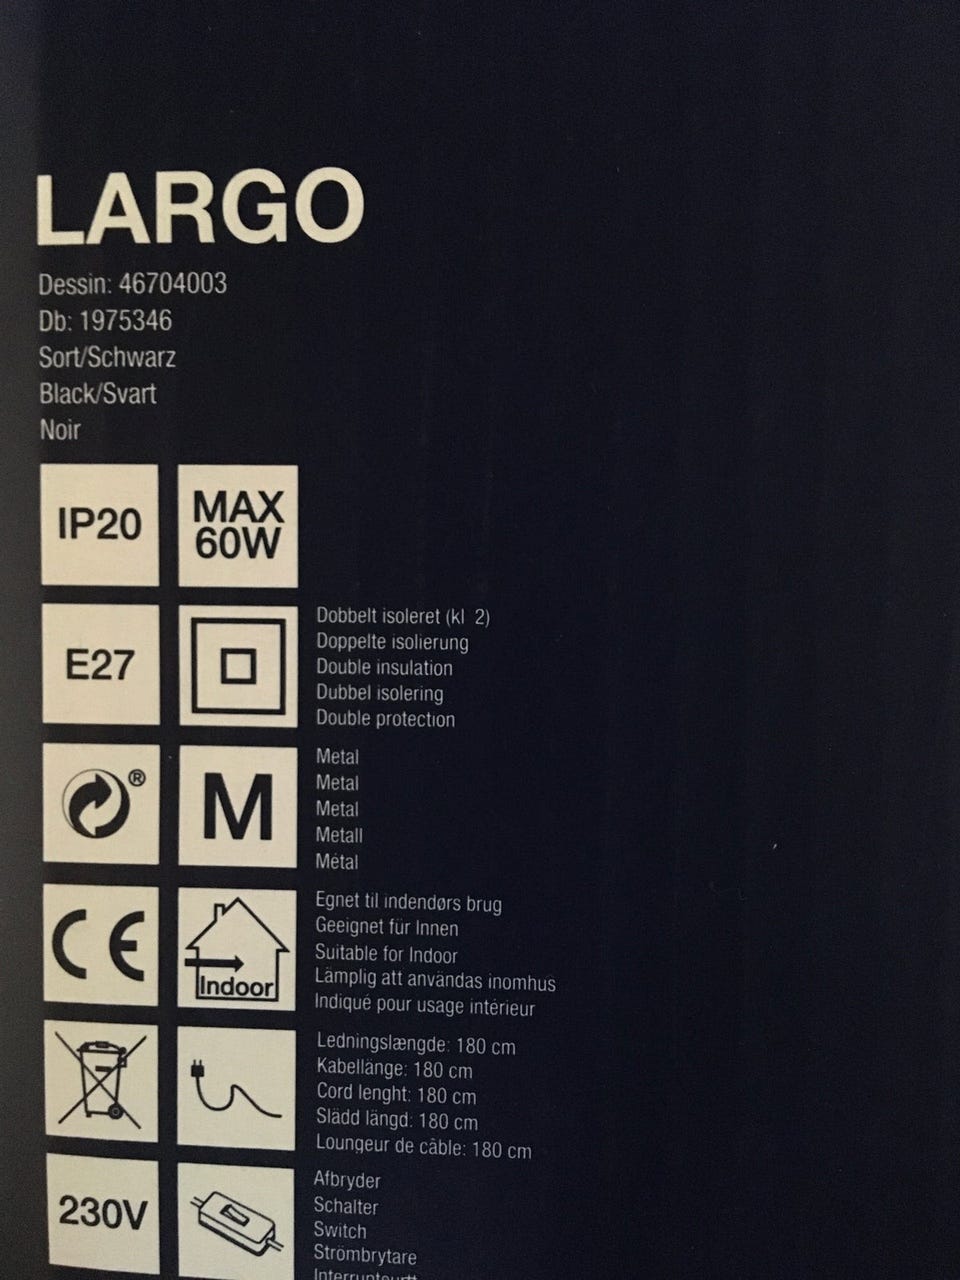 LARGO
Dessin: 46704003
Db: 1975346
Sort/Schwarz
Black/Svart
Noir
IP20
MAX
60W
E27
Dobbelt isoleret (kl 2)
Doppelte isolierung
Double insulation
Dubbel isolering
Double protection
®
M
Metal
Metal
Metal
Metall
Métal
CE
Indoor
Egnet til indendørs brug
Geeignet für Innen
Suitable for Indoor
Lämplig att användas inomhus
Indiqué pour usage intérieur
Ledningslængde: 180 cm
Kabellänge: 180 cm
Cord lenght: 180 cm
Slädd längd: 180 cm
Loungeur de câble: 180 cm
230V
Afbryder
Schalter
Switch
Strömbrytare